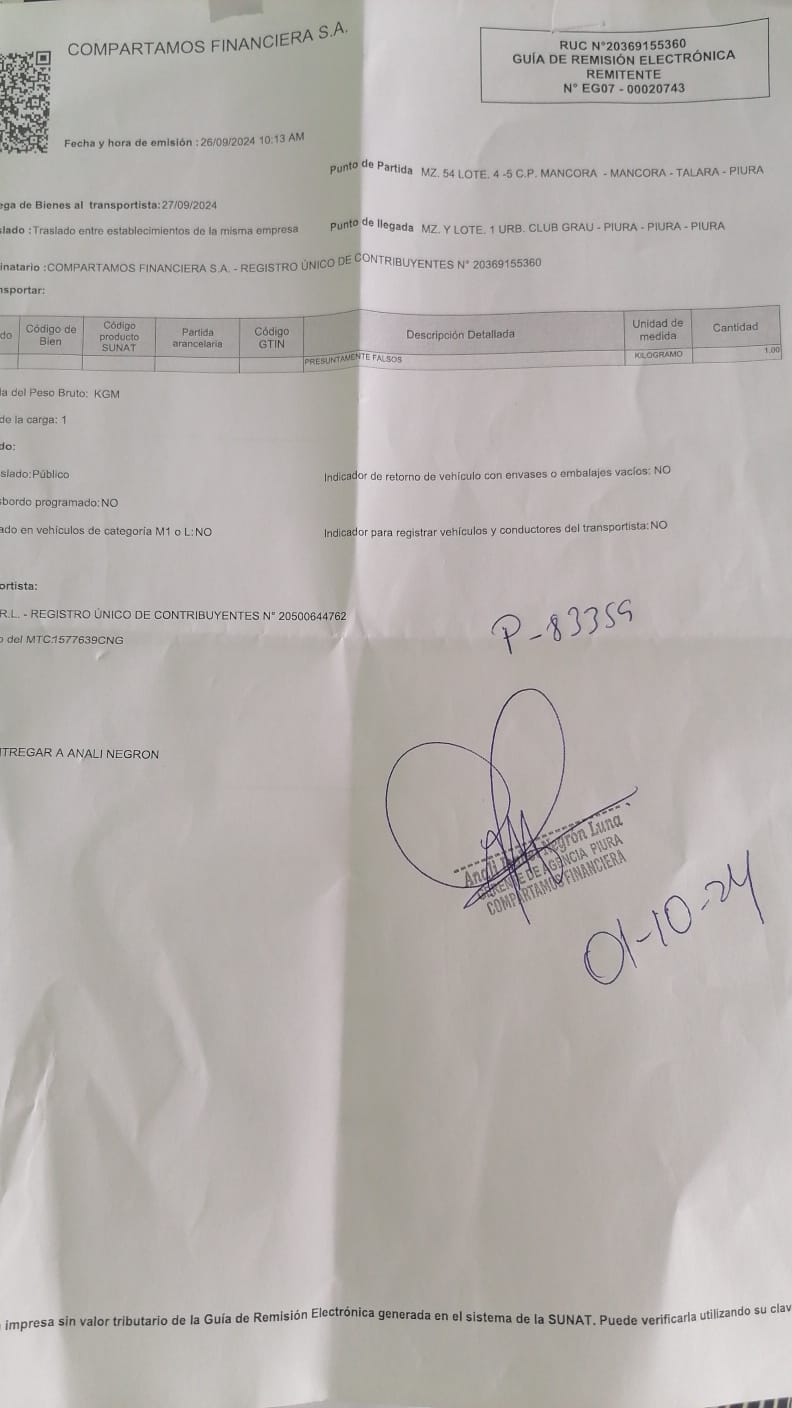 COMPARTAMOS FINANCIERA S.A.
RUC N°20369155360
GUÍA DE REMISIÓN ELECTRÓNICA
REMITENTE
N° EG07 - 00020743
Fecha y hora de emisión : 26/09/2024 10:13 AM
Punto de Partida MZ. 54 LOTE. 4 -5 C.P. MANCORA - MANCORA - TALARA - PIURA
ega de Bienes al transportista:27/09/2024
slado :Traslado entre establecimientos de la misma empresa
Punto de llegada MZ. Y LOTE. 1 URB. CLUB GRAU - PIURA - PIURA - PIURA
inatario :COMPARTAMOS FINANCIERA S.A. - REGISTRO ÚNICO DE CONTRIBUYENTES N° 20369155360
nsportar:
do Código de Bien Código producto SUNAT Partida arancelaria Código GTIN Descripción Detallada Unidad de medida Cantidad
PRESUNTAMENTE FALSOS KILOGRAMO 1.00
la del Peso Bruto: KGM
de la carga: 1
do:
slado:Público
Indicador de retorno de vehículo con envases o embalajes vacíos: NO
sbordo programado:NO
ado en vehículos de categoría M1 o L:NO
Indicador para registrar vehículos y conductores del transportista:NO
ortista:
R.L. - REGISTRO ÚNICO DE CONTRIBUYENTES N° 20500644762
o del MTC:1577639CNG
P-83359
TREGAR A ANALI NEGRON
Negrón Luna
GERENTE DE AGENCIA PIURA
COMPARTAMOS FINANCIERA
01-10-24
impresa sin valor tributario de la Guía de Remisión Electrónica generada en el sistema de la SUNAT. Puede verificarla utilizando su clav